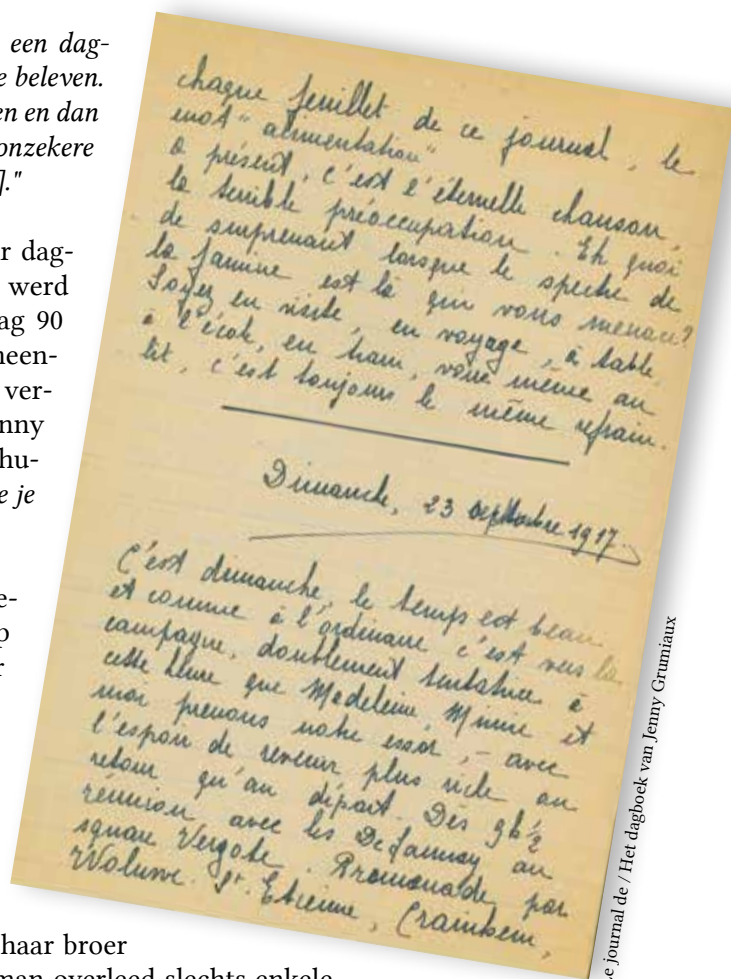 een dag-
e beleven.
en en dan
onzekere
]."
r dag-
werd
ag 90
neen-
ver-
nny
hu-
e je
e-
p
r
haar broer
man overleed slechts enkele
chaque feuillet de ce journal, le
mot "alimentation"
à présent, c'est l'éternelle chanson,
la terrible préoccupation. Eh quoi
de surprenant lorsque le spectre de
la famine est là qui vous menace?
Soyez en visite, en voyage, à table,
à l'école, en tram, voire même au
lit, c'est toujours le même refrain.
Dimanche, 23 septembre 1917.
C'est dimanche, le temps est beau
et comme à l'ordinaire c'est vers la
campagne, doublement tentatrice à
cette heure que Madeleine, et
moi prenons notre essor, - avec
l'espoir de revenir plus riche au
retour qu'au départ. Dès 9h½
réunion avec les au
square Vergote. Promenade par
Woluwe-St. Etienne, Crainhem,
Le journal de / Het dagboek van Jenny Grumiaux